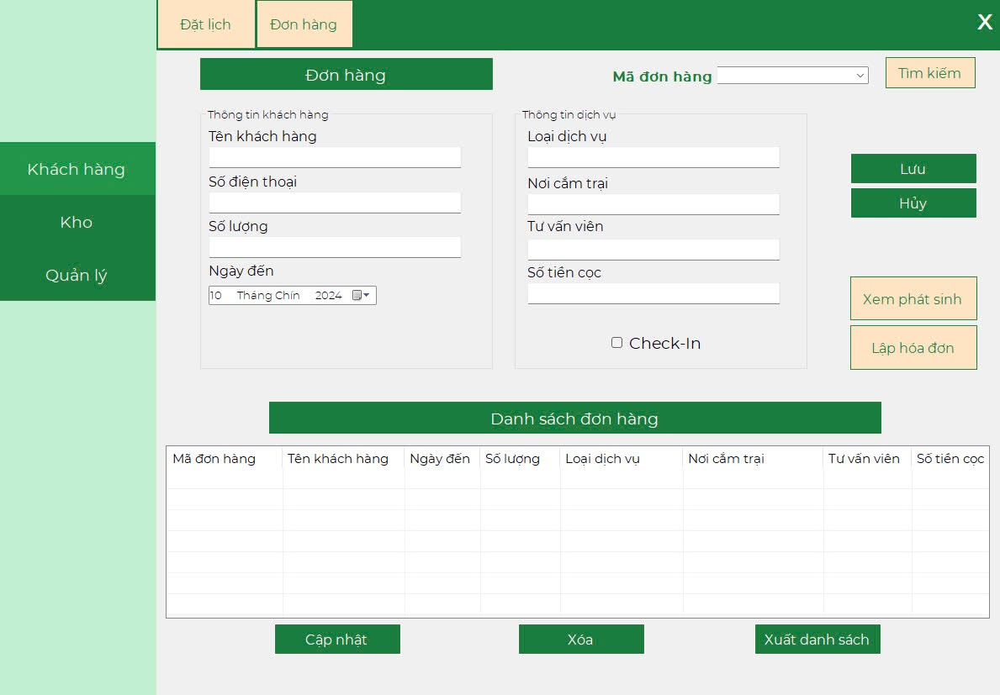 Đặt lịch
Đơn hàng
X
Đơn hàng
Mã đơn hàng
Tìm kiếm
Khách hàng
Kho
Quản lý
Thông tin khách hàng
Tên khách hàng
Số điện thoại
Số lượng
Ngày đến
10 Tháng Chín 2024
Thông tin dịch vụ
Loại dịch vụ
Nơi cắm trại
Tư vấn viên
Số tiền cọc
Check-In
Lưu
Hủy
Xem phát sinh
Lập hóa đơn
Danh sách đơn hàng
Mã đơn hàng Tên khách hàng Ngày đến Số lượng Loại dịch vụ Nơi cắm trại Tư vấn viên Số tiền cọc
Cập nhật
Xóa
Xuất danh sách